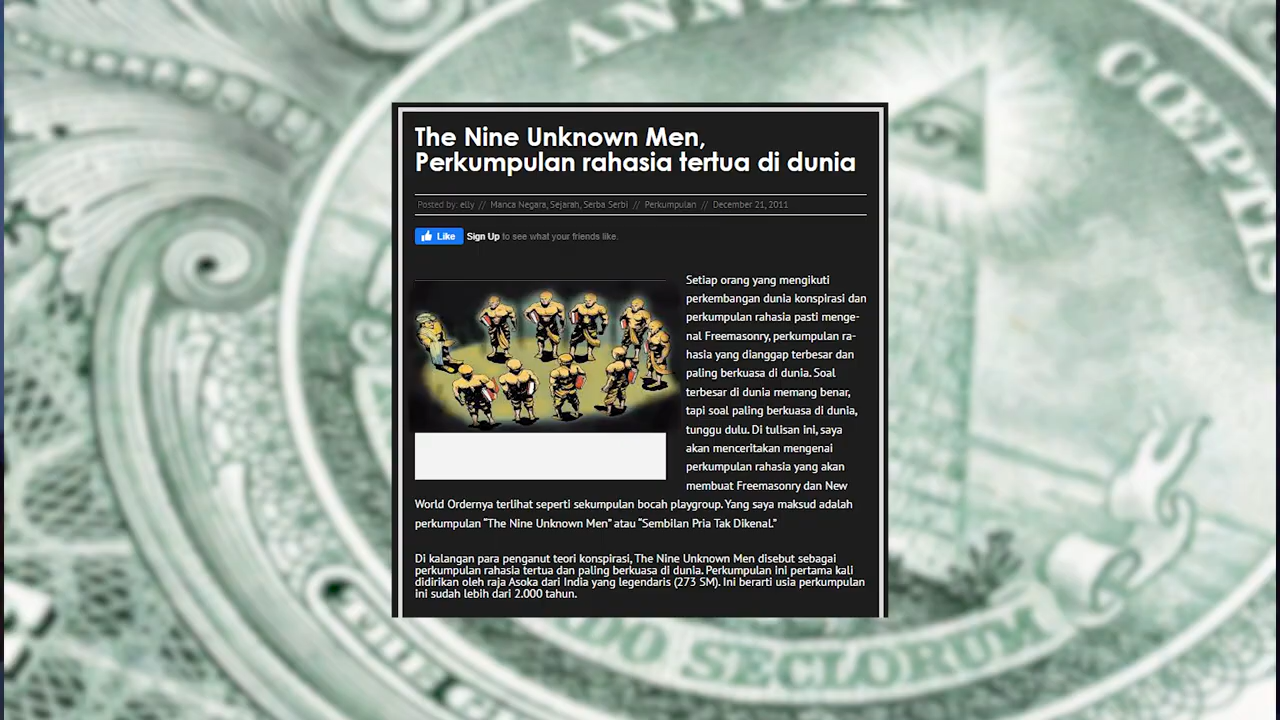 ANNUIT
CŒPTIS
The Nine Unknown Men,
Perkumpulan rahasia tertua di dunia
Posted by: elly // Manca Negara, Sejarah, Serba Serbi // Perkumpulan // December 21, 2011
Like Sign Up to see what your friends like.
Setiap orang yang mengikuti
perkembangan dunia konspirasi dan
perkumpulan rahasia pasti menge-
nal Freemasonry, perkumpulan ra-
hasia yang dianggap terbesar dan
paling berkuasa di dunia. Soal
terbesar di dunia memang benar,
tapi soal paling berkuasa di dunia,
tunggu dulu. Di tulisan ini, saya
akan menceritakan mengenai
perkumpulan rahasia yang akan
membuat Freemasonry dan New
World Ordernya terlihat seperti sekumpulan bocah playgroup. Yang saya maksud adalah
perkumpulan “The Nine Unknown Men” atau “Sembilan Pria Tak Dikenal.”
Di kalangan para penganut teori konspirasi, The Nine Unknown Men disebut sebagai
perkumpulan rahasia tertua dan paling berkuasa di dunia. Perkumpulan ini pertama kali
didirikan oleh raja Asoka dari India yang legendaris (273 SM). Ini berarti usia perkumpulan
ini sudah lebih dari 2.000 tahun.
DO SECLORUM